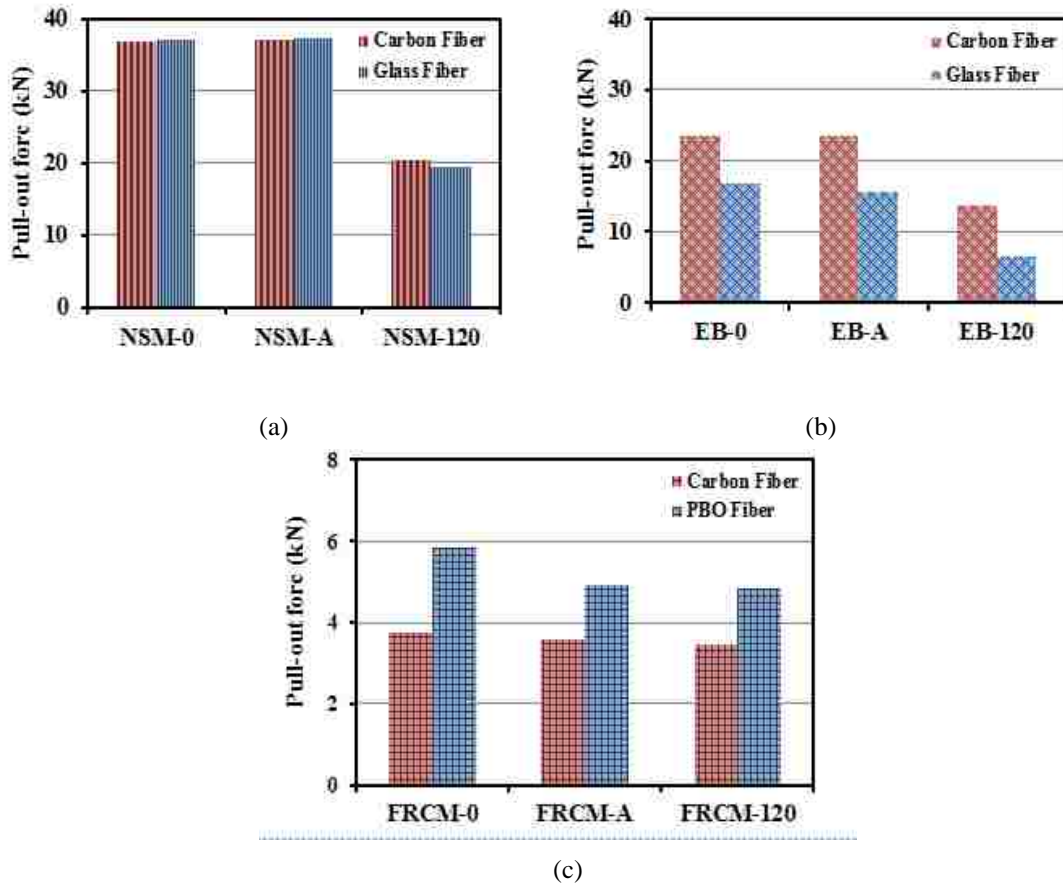 40
30
20
10
0
Pull-out forc (kN)
Carbon Fiber
Glass Fiber
NSM-0 NSM-A NSM-120
(a)
40
30
20
10
0
Pull-out forc (kN)
Carbon Fiber
Glass Fiber
EB-0 EB-A EB-120
(b)
8
6
4
2
0
Pull-out forc (kN)
Carbon Fiber
PBO Fiber
FRCM-0 FRCM-A FRCM-120
(c)